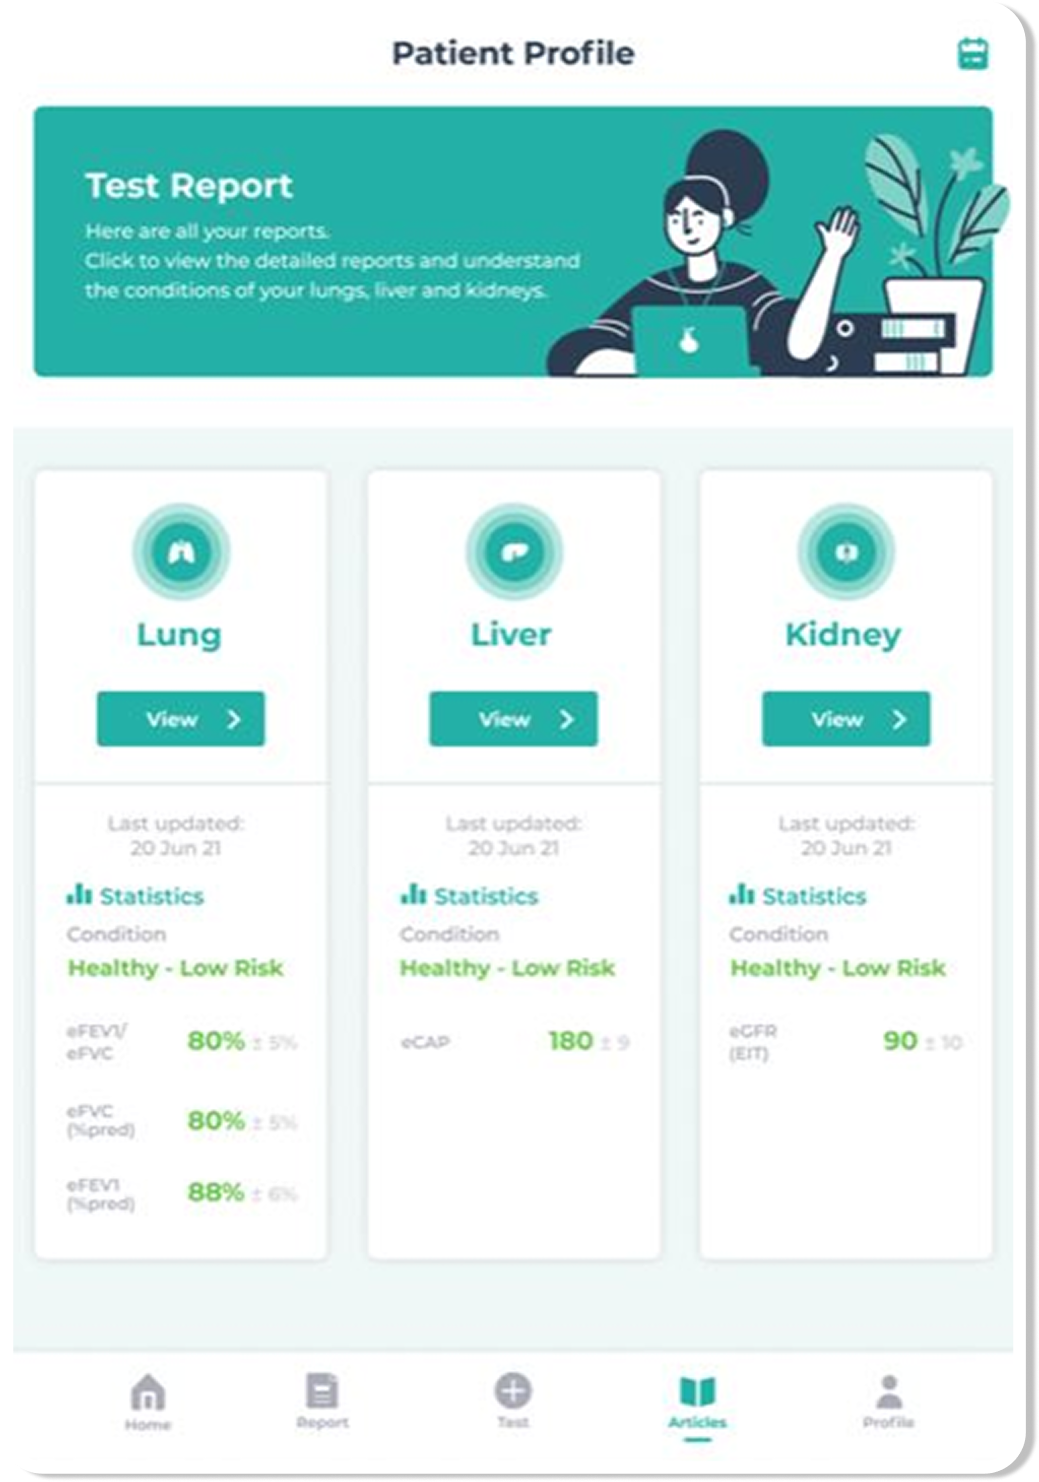 Patient Profile
Test Report
Here are all your reports.
Click to view the detailed reports and understand
the conditions of your lungs, liver and kidneys.
Lung
View
Last updated:
20 Jun 21
Statistics
Condition
Healthy - Low Risk
eFEV1/
eFVC
80% ± 5%
eFVC
(%pred)
80% ± 5%
eFEV1
(%pred)
88% ± 6%
Liver
View
Last updated:
20 Jun 21
Statistics
Condition
Healthy - Low Risk
eCAP
180 ± 9
Kidney
View
Last updated:
20 Jun 21
Statistics
Condition
Healthy - Low Risk
eGFR
(EIT)
90 ± 10
Home
Report
Test
Articles
Profile